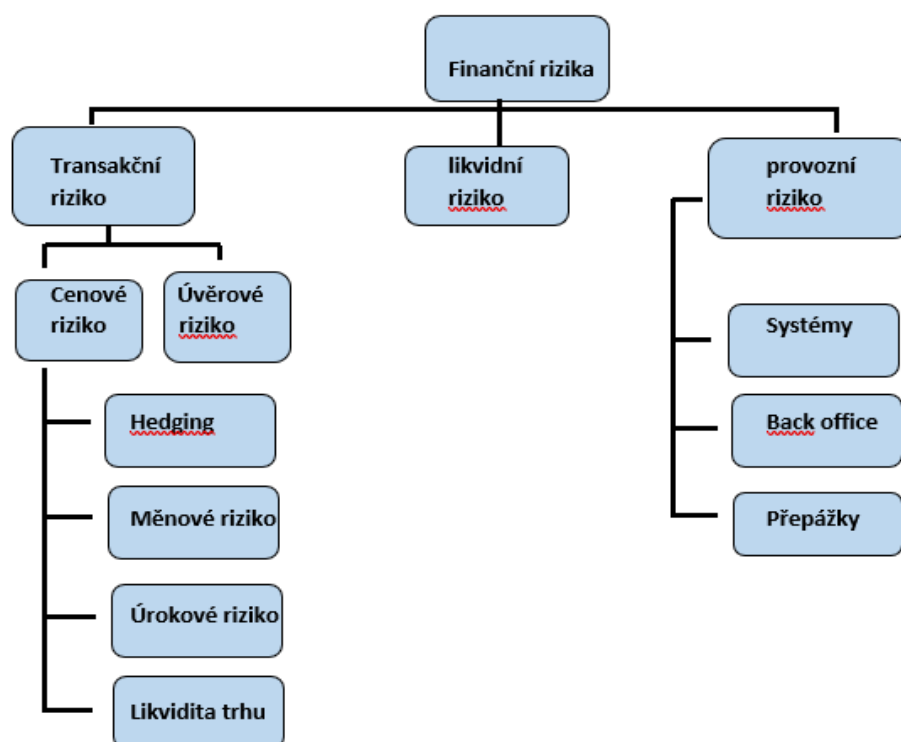 Finanční rizika
Transakční
riziko
likvidní
riziko
provozní
riziko
Cenové
riziko
Úvěrové
riziko
Systémy
Hedging
Back office
Měnové riziko
Přepážky
Úrokové riziko
Likvidita trhu